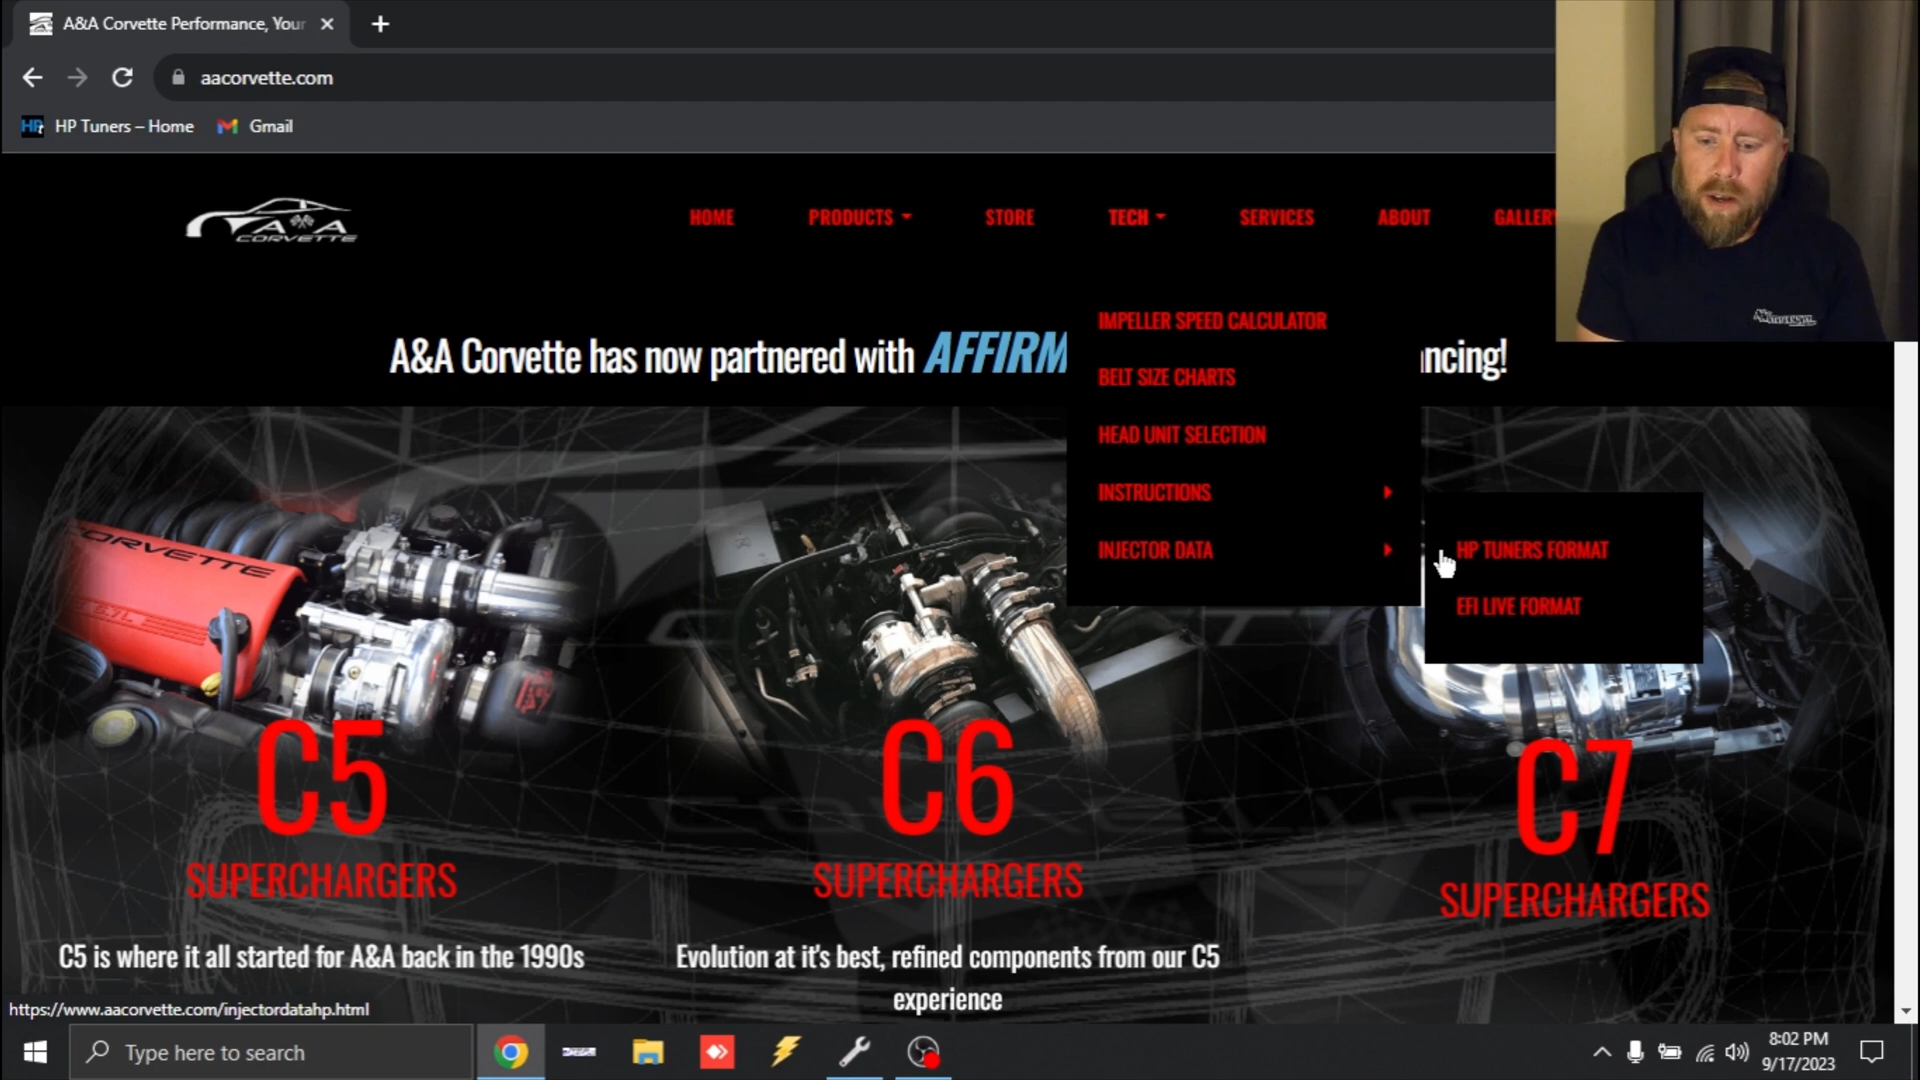 A&A Corvette Performance, Your
aacorvette.com
HP Tuners – Home
Gmail
A&A
CORVETTE
HOME
PRODUCTS
STORE
TECH
SERVICES
ABOUT
GALLERY
IMPELLER SPEED CALCULATOR
BELT SIZE CHARTS
HEAD UNIT SELECTION
INSTRUCTIONS
INJECTOR DATA
HP TUNERS FORMAT
EFI LIVE FORMAT
A&A Corvette has now partnered with AFFIRM
ncing!
CORVETTE
C5
SUPERCHARGERS
C5 is where it all started for A&A back in the 1990s
C6
SUPERCHARGERS
Evolution at it's best, refined components from our C5
experience
C7
SUPERCHARGERS
https://www.aacorvette.com/injectordatahp.html
Type here to search
8:02 PM
9/17/2023